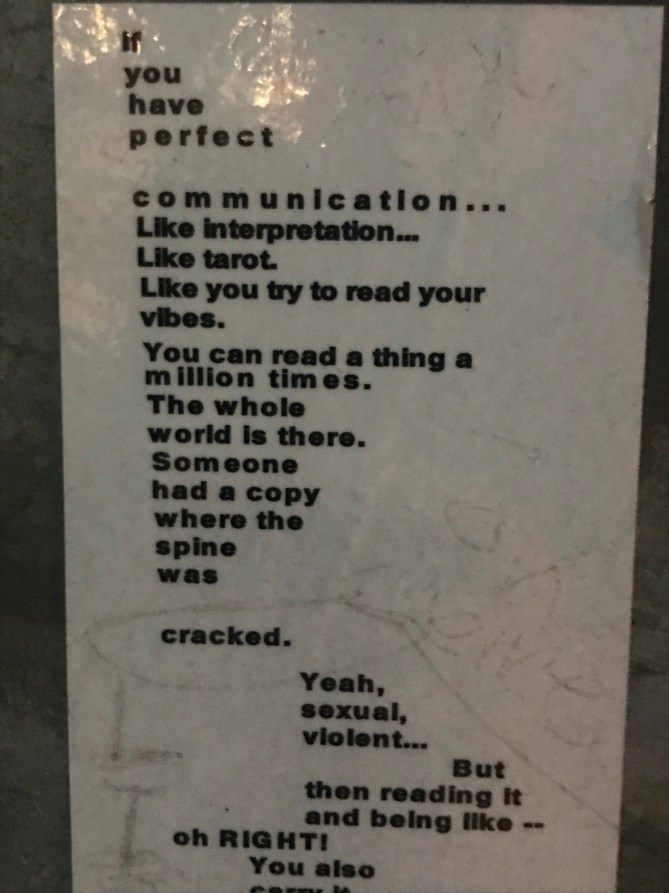 if
you
have
perfect
communication...
Like interpretation...
Like tarot.
Like you try to read your
vibes.
You can read a thing a
million times.
The whole
world is there.
Someone
had a copy
where the
spine
was
cracked.
Yeah,
sexual,
violent...
But
then reading it
and being like --
oh RIGHT!
You also
carry it